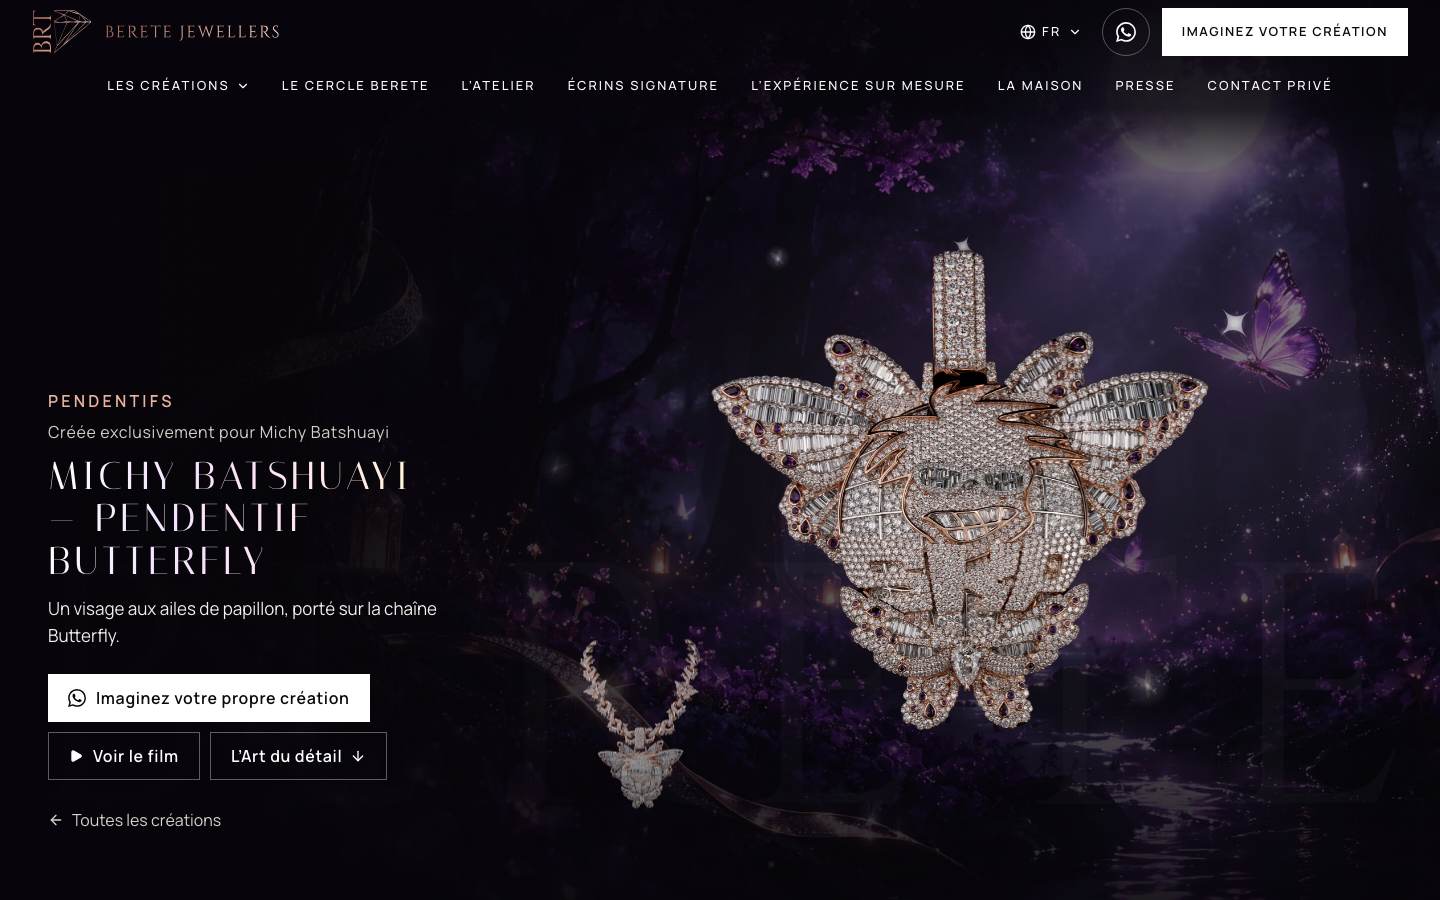 BRT
BERETE JEWELLERS
FR
IMAGINEZ VOTRE CRÉATION
LES CRÉATIONS
LE CERCLE BERETE
L'ATELIER
ÉCRINS SIGNATURE
L'EXPÉRIENCE SUR MESURE
LA MAISON
PRESSE
CONTACT PRIVÉ
PENDENTIFS
Créée exclusivement pour Michy Batshuayi
MICHY BATSHUAYI
— PENDENTIF
BUTTERFLY
Un visage aux ailes de papillon, porté sur la chaîne
Butterfly.
Imaginez votre propre création
Voir le film
L'Art du détail ↓
← Toutes les créations